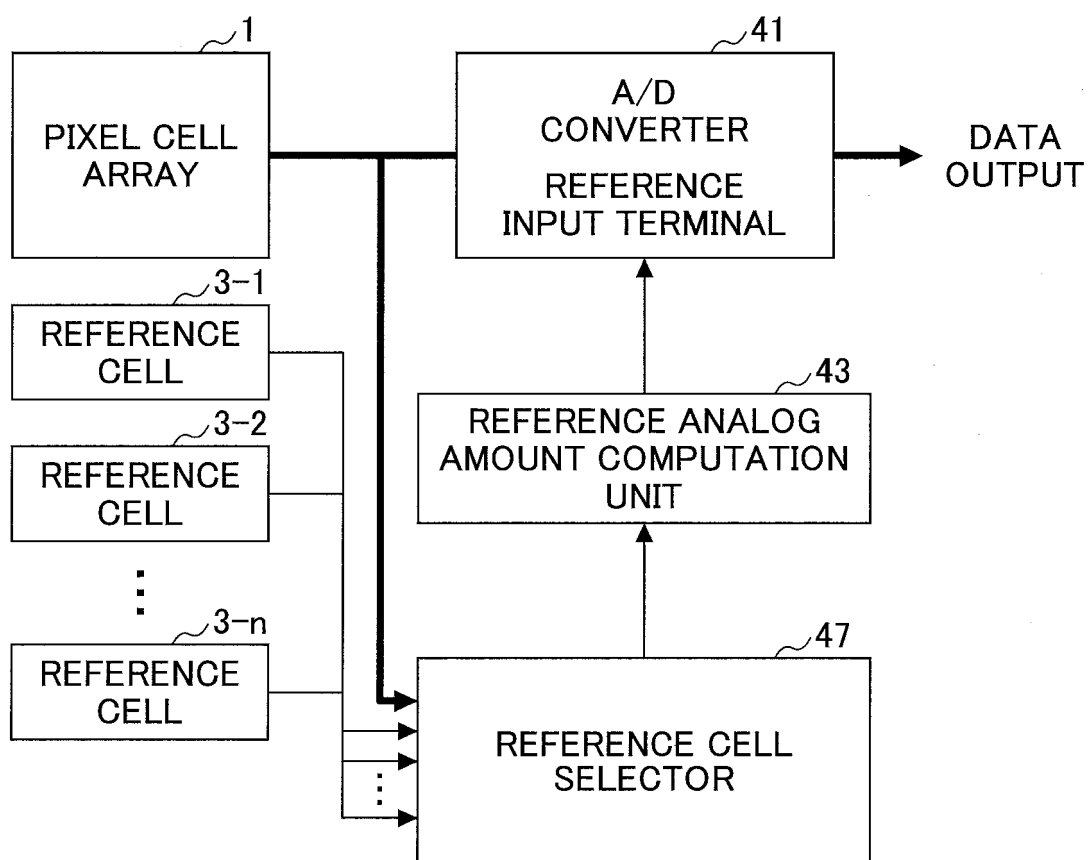 1
PIXEL CELL
ARRAY
41
A/D
CONVERTER
REFERENCE
INPUT TERMINAL
DATA
OUTPUT
3-1
REFERENCE
CELL
3-2
REFERENCE
CELL
3-n
REFERENCE
CELL
43
REFERENCE ANALOG
AMOUNT COMPUTATION
UNIT
47
REFERENCE CELL
SELECTOR